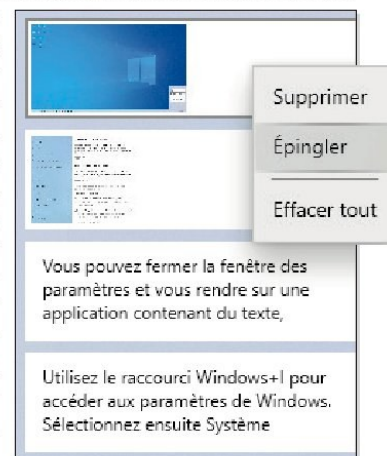 Supprimer
Épingler
Effacer tout
Vous pouvez fermer la fenêtre des
paramètres et vous rendre sur une
application contenant du texte,
Utilisez le raccourci Windows+I pour
accéder aux paramètres de Windows.
Sélectionnez ensuite Système